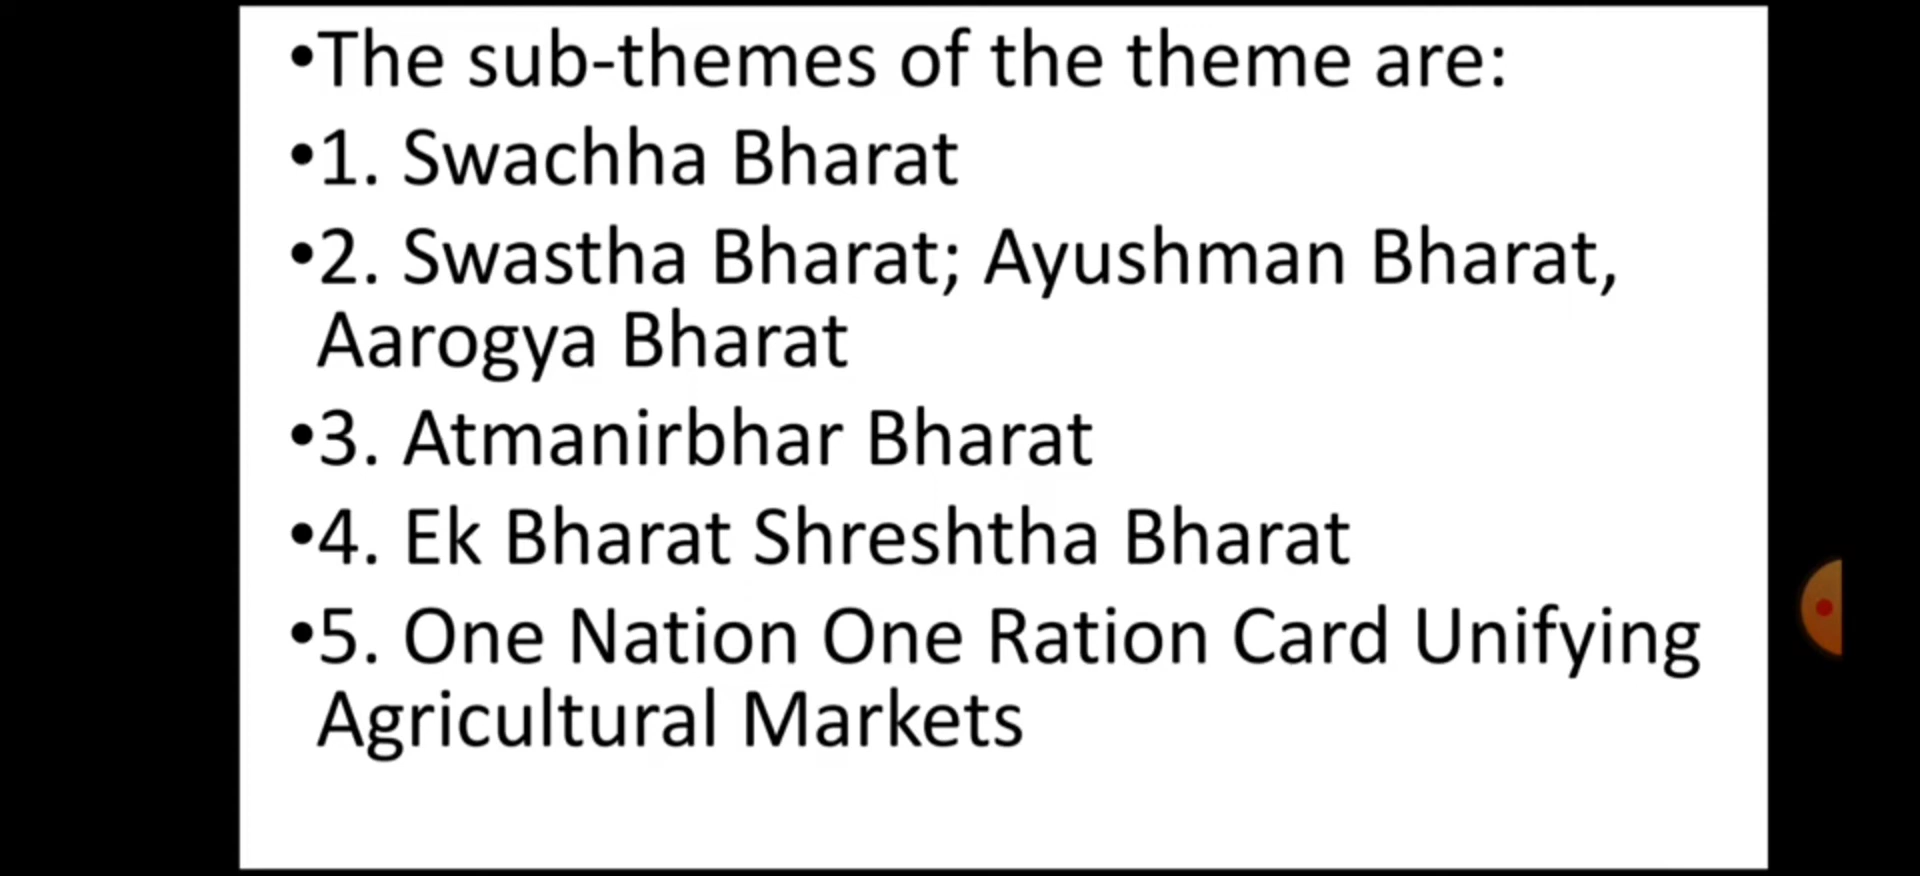 •The sub-themes of the theme are:
•1. Swachha Bharat
•2. Swastha Bharat; Ayushman Bharat,
Aarogya Bharat
•3. Atmanirbhar Bharat
•4. Ek Bharat Shreshtha Bharat
•5. One Nation One Ration Card Unifying
Agricultural Markets